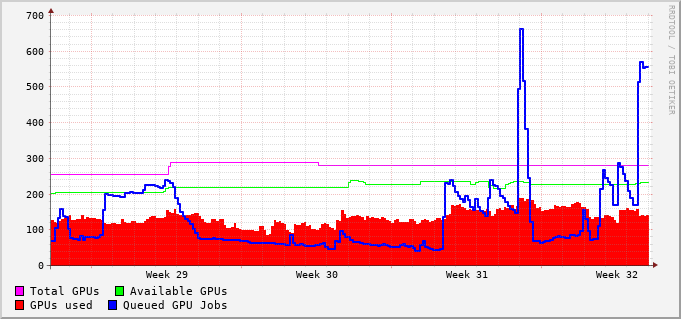 700
600
500
400
300
200
100
0
Week 29 Week 30 Week 31 Week 32
Total GPUs Available GPUs
GPUs used Queued GPU Jobs
RRDTOOL / TOBI OETIKER